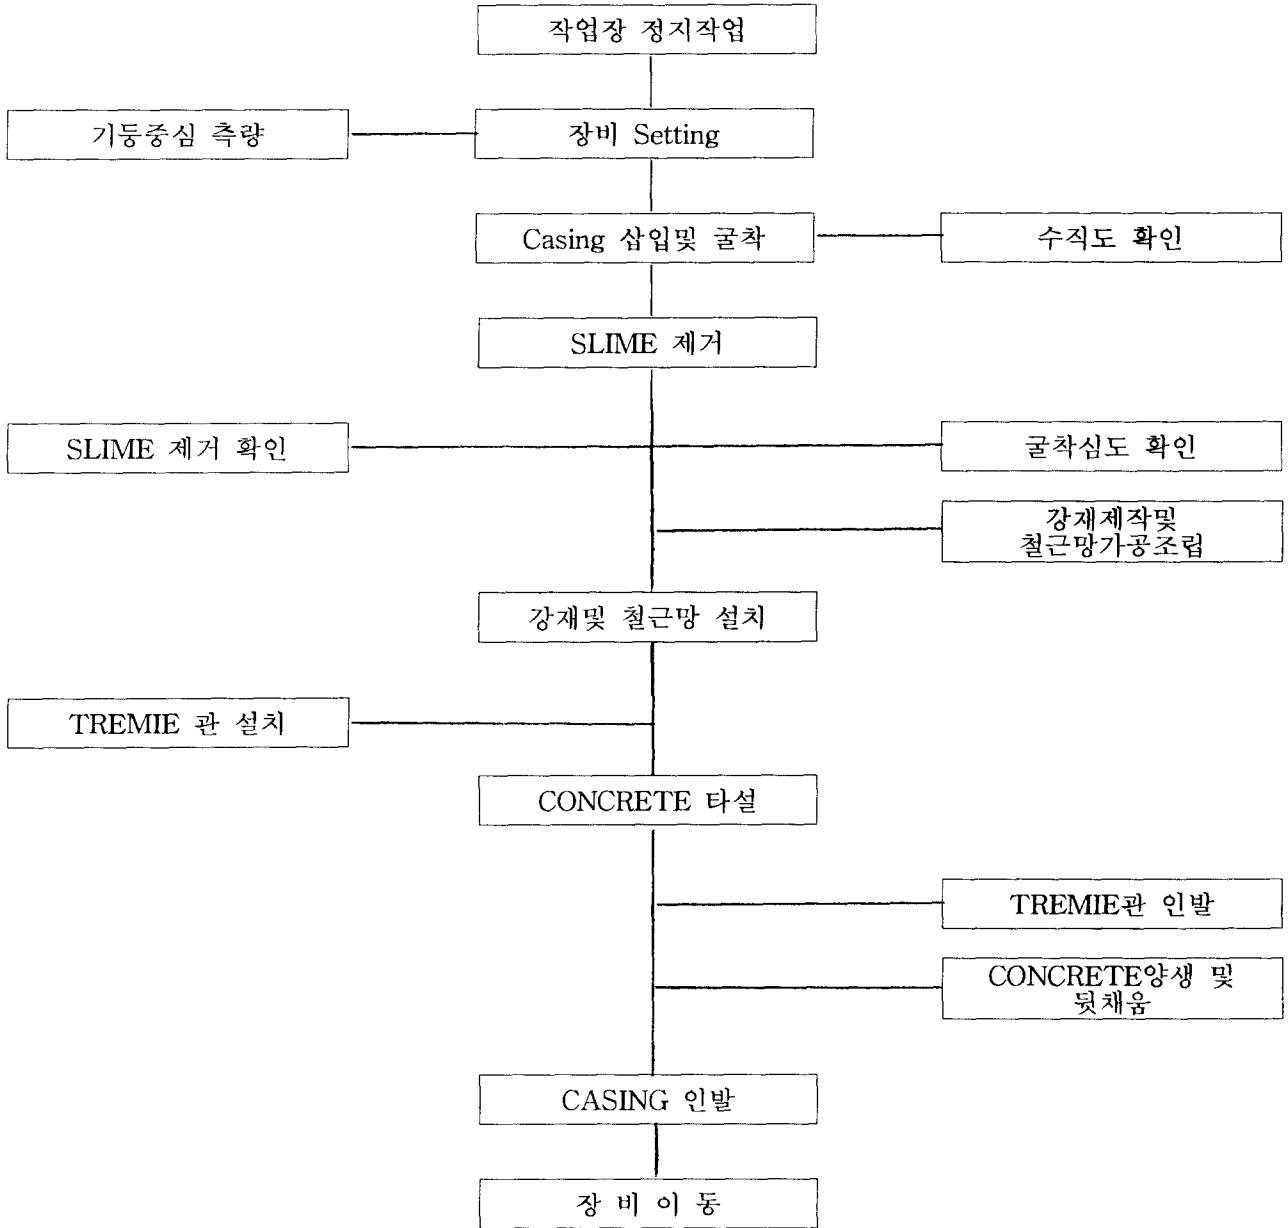 작업장 정지작업
기둥중심 측량
장비 Setting
Casing 삽입및 굴착
수직도 확인
SLIME 제거
SLIME 제거 확인
굴착심도 확인
강재제작및
철근망가공조립
강재및 철근망 설치
TREMIE 관 설치
CONCRETE 타설
TREMIE관 인발
CONCRETE양생 및
뒷채움
CASING 인발
장 비 이 동